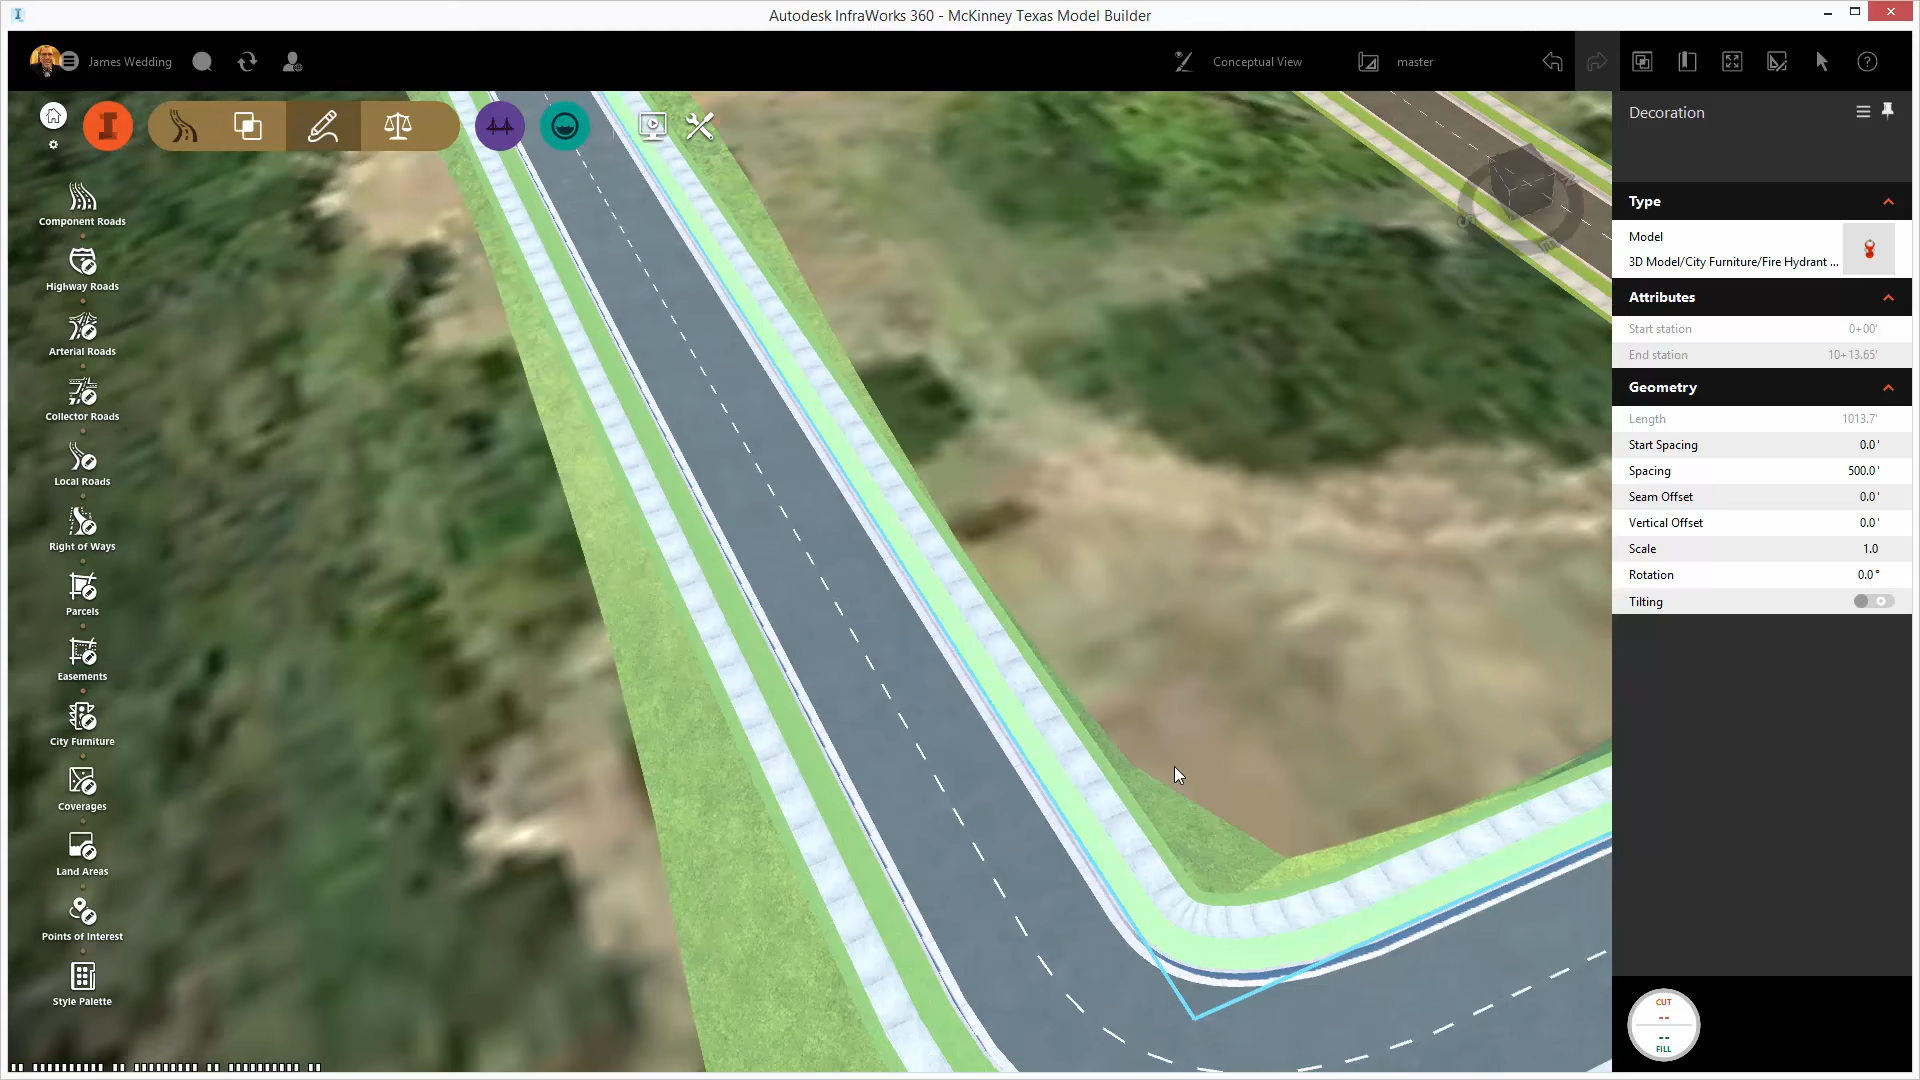 Autodesk InfraWorks 360 - McKinney Texas Model Builder
James Wedding
Conceptual View
master
Component Roads
Highway Roads
Arterial Roads
Collector Roads
Local Roads
Right of Ways
Parcels
Easements
City Furniture
Coverages
Land Areas
Points of Interest
Style Palette
Decoration
Type
Model
3D Model/City Furniture/Fire Hydrant ...
Attributes
Start station 0+00'
End station 10+13.65'
Geometry
Length 1013.7'
Start Spacing 0.0'
Spacing 500.0'
Seam Offset 0.0'
Vertical Offset 0.0'
Scale 1.0
Rotation 0.0°
Tilting
CUT
--
--
FILL